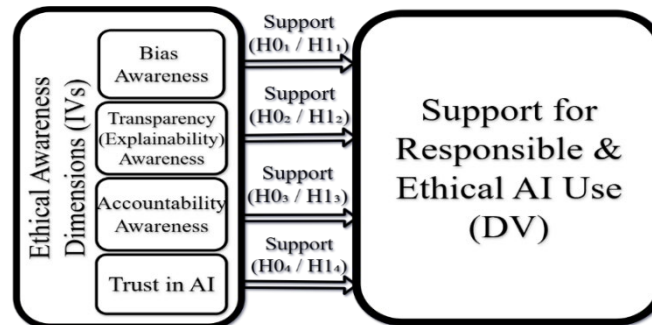 Ethical Awareness
Dimensions (IVs)
Bias
Awareness
Transparency
(Explainability)
Awareness
Accountability
Awareness
Trust in AI
Support
(H0₁ / H1₁)
Support
(H0₂ / H1₂)
Support
(H0₃ / H1₃)
Support
(H0₄ / H1₄)
Support for
Responsible &
Ethical AI Use
(DV)